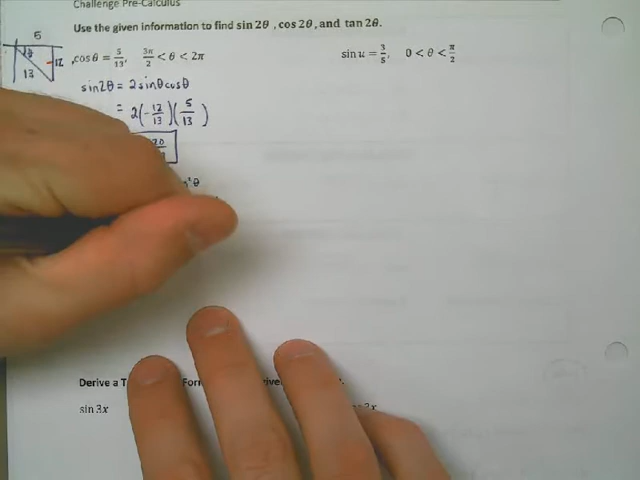 Challenge Pre-Calculus
Use the given information to find sin 2θ , cos 2θ, and tan 2θ.
5
θ
12
13
cos θ = 5/13, 3π/2 < θ < 2π
sin u = 3/5, 0 < θ < π/2
sin2θ = 2sinθcosθ
= 2(-12/13)(5/13)
Derive a
sin 3x